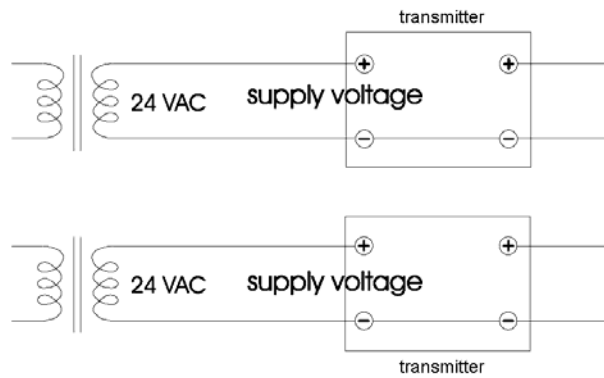 transmitter
+ +
24 VAC supply voltage
− −
+ +
24 VAC supply voltage
− −
transmitter